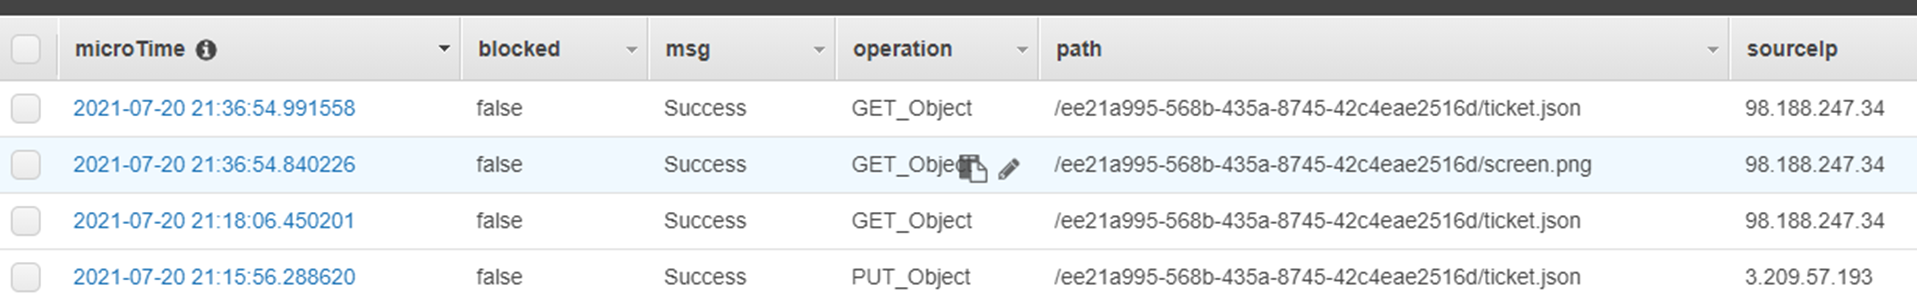 microTime blocked msg operation path sourceIp
2021-07-20 21:36:54.991558 false Success GET_Object /ee21a995-568b-435a-8745-42c4eae2516d/ticket.json 98.188.247.34
2021-07-20 21:36:54.840226 false Success GET_Objec /ee21a995-568b-435a-8745-42c4eae2516d/screen.png 98.188.247.34
2021-07-20 21:18:06.450201 false Success GET_Object /ee21a995-568b-435a-8745-42c4eae2516d/ticket.json 98.188.247.34
2021-07-20 21:15:56.288620 false Success PUT_Object /ee21a995-568b-435a-8745-42c4eae2516d/ticket.json 3.209.57.193